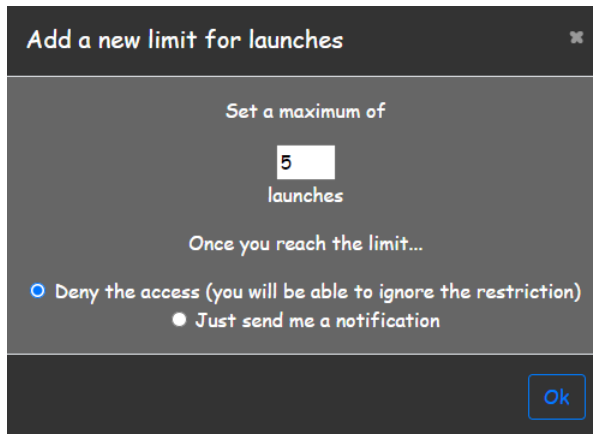 Add a new limit for launches
Set a maximum of
5
launches
Once you reach the limit...
Deny the access (you will be able to ignore the restriction)
Just send me a notification
Ok